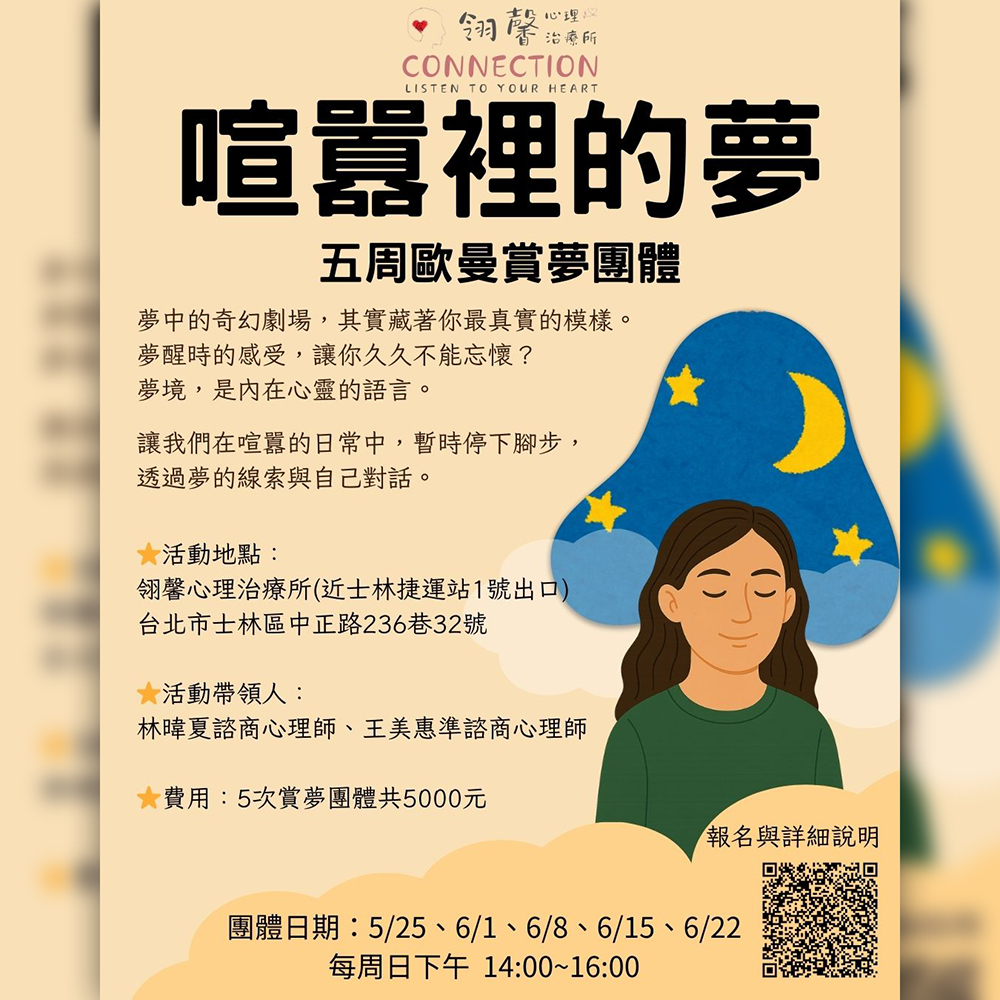 翎馨心理治療所
CONNECTION
LISTEN TO YOUR HEART
喧囂裡的夢
五周歐曼賞夢團體
夢中的奇幻劇場，其實藏著你最真實的模樣。
夢醒時的感受，讓你久久不能忘懷？
夢境，是內在心靈的語言。
讓我們在喧囂的日常中，暫時停下腳步，
透過夢的線索與自己對話。
活動地點：
翎馨心理治療所(近士林捷運站1號出口)
台北市士林區中正路236巷32號
活動帶領人：
林暐夏諮商心理師、王美惠準諮商心理師
費用：5次賞夢團體共5000元
報名與詳細說明
團體日期：5/25、6/1、6/8、6/15、6/22
每周日下午 14:00~16:00